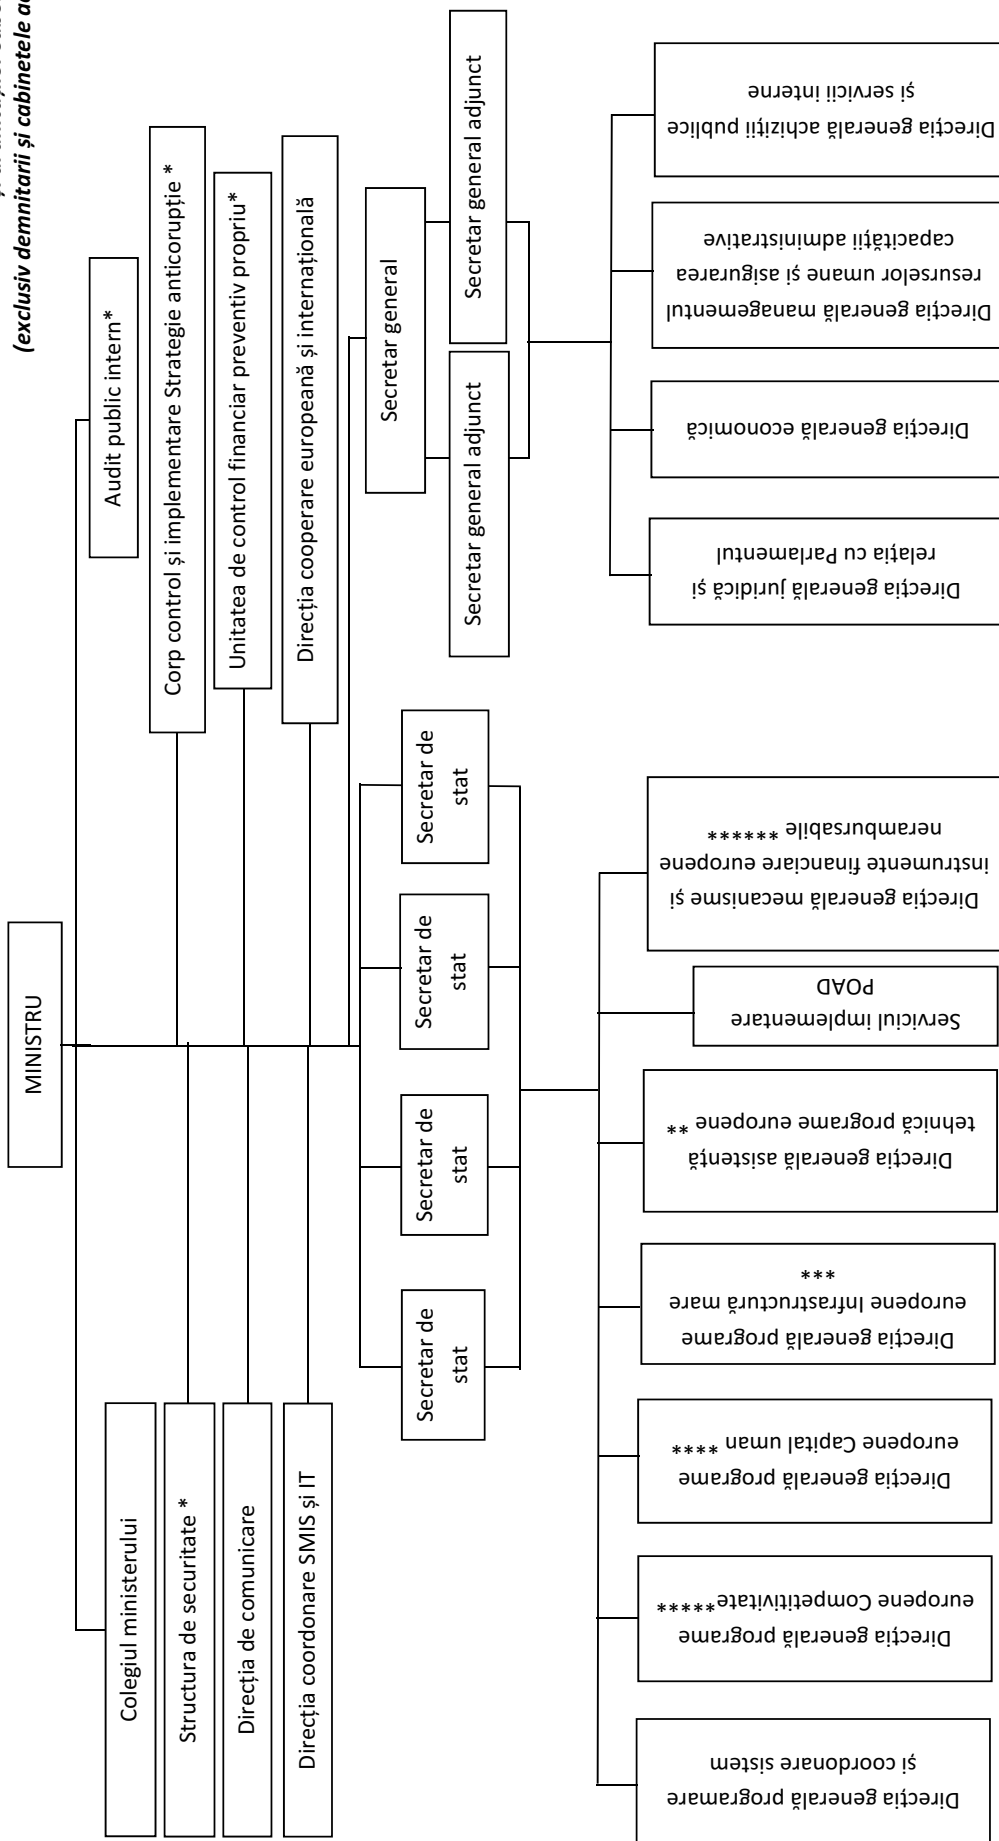 (exclusiv demnitarii și cabinetele
MINISTRU
Colegiul ministerului
Audit public intern*
Structura de securitate *
Corp control și implementare Strategie anticorupție *
Direcția de comunicare
Unitatea de control financiar preventiv propriu*
Direcția coordonare SMIS și IT
Direcția cooperare europeană și internațională
Secretar de
stat
Secretar de
stat
Secretar de
stat
Secretar de
stat
Secretar general
Secretar general adjunct
Secretar general adjunct
Direcția generală programare
și coordonare sistem
Direcția generală programe
europene Competitivitate*****
Direcția generală programe
europene Capital uman ****
Direcția generală programe
europene Infrastructură mare
***
Direcția generală asistență
tehnică programe europene **
Serviciul implementare
POAD
Direcția generală mecanisme și
instrumente financiare europene
nerambursabile ******
Direcția generală juridică și
relația cu Parlamentul
Direcția generală economică
Direcția generală managementul
resurselor umane și asigurarea
capacității administrative
Direcția generală achiziții publice
și servicii interne